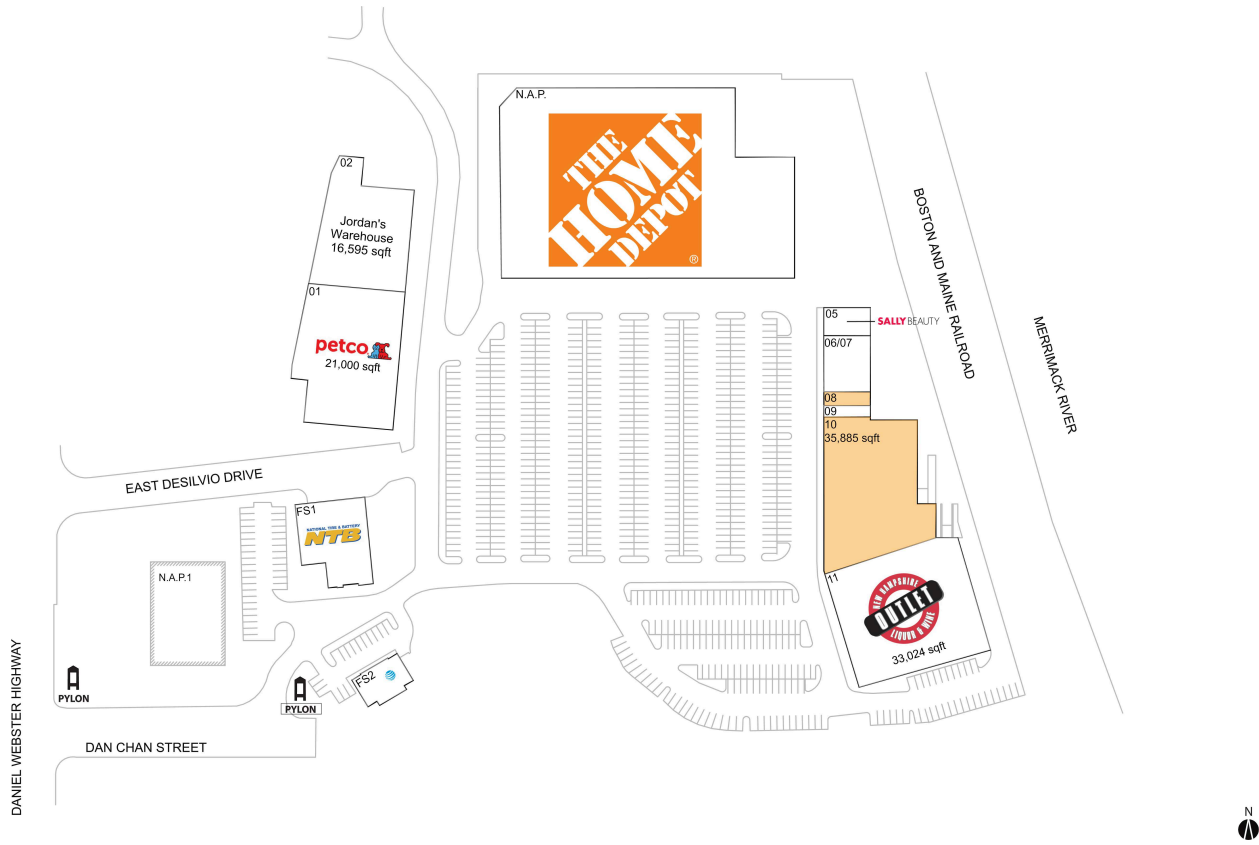 N.A.P.
THE
HOME
DEPOT
®
02
Jordan's
Warehouse
16,595 sqft
01
petco
21,000 sqft
BOSTON AND MAINE RAILROAD
MERRIMACK RIVER
05
SALLY BEAUTY
06/07
08
09
10
35,885 sqft
EAST DESILVIO DRIVE
FS1
NATIONAL TIRE & BATTERY
NTB
N.A.P.1
11
NEW HAMPSHIRE
OUTLET
LIQUOR & WINE
33,024 sqft
FS2
PYLON
PYLON
DAN CHAN STREET
DANIEL WEBSTER HIGHWAY
N